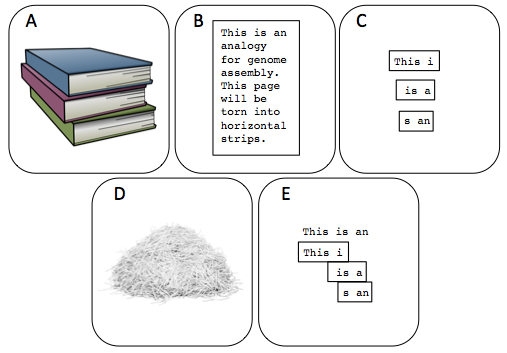 A
B
This is an
analogy
for genome
assembly.
This page
will be
torn into
horizontal
strips.
C
This i
is a
s an
D
E
This is an
This i
is a
s an